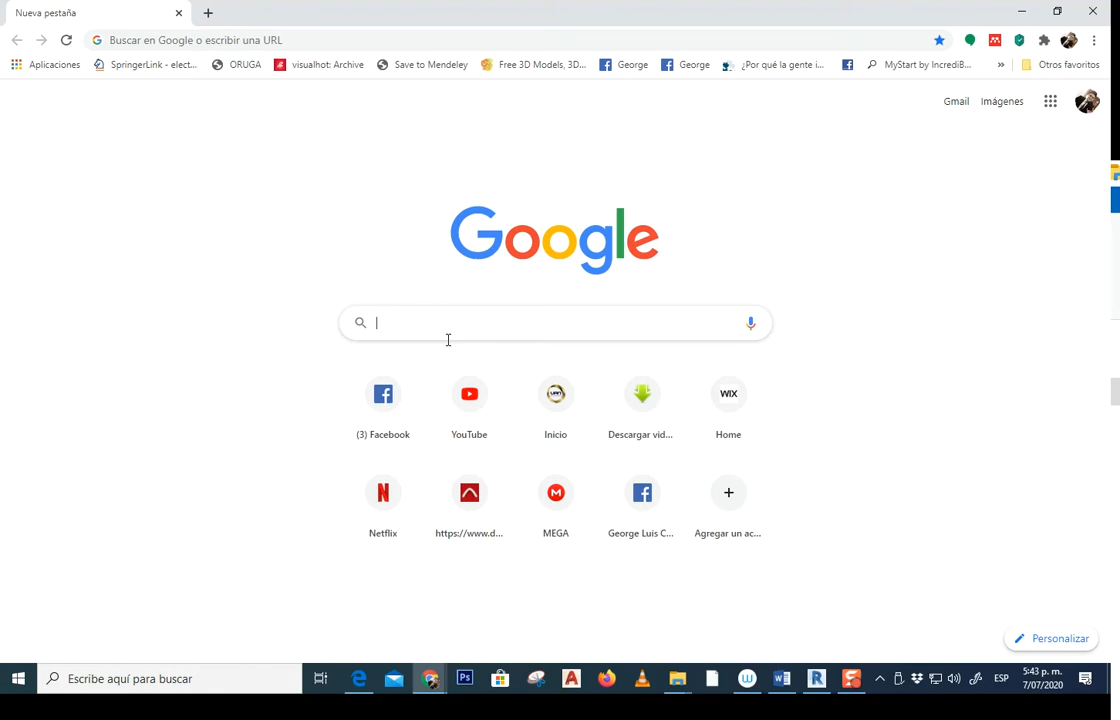 Nueva pestaña
Buscar en Google o escribir una URL
Aplicaciones SpringerLink - elect... ORUGA visualhot: Archive Save to Mendeley Free 3D Models, 3D... George George ¿Por qué la gente i... MyStart by IncrediB... » Otros favoritos
Gmail Imágenes
Google
(3) Facebook YouTube Inicio Descargar vid... WIX Home
Netflix https://www.d... MEGA George Luis C... Agregar un ac...
Personalizar
Escribe aquí para buscar
ESP
5:43 p. m.
7/07/2020